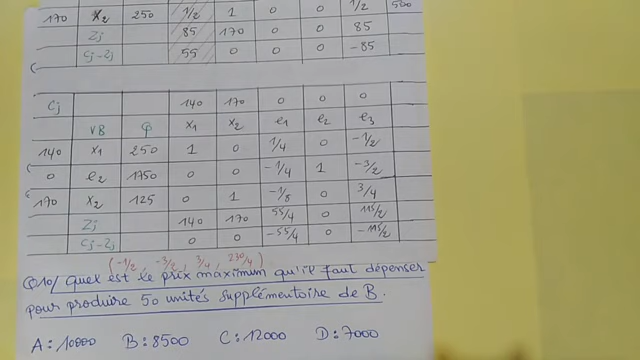 170 x₂ 250 1/2 1 0 0 1/2 500
Zj 85 170 0 0 85
Cj-Zj 55 0 0 0 -85
Cj 140 170 0 0 0
VB φ x₁ x₂ e₁ e₂ e₃
140 x₁ 250 1 0 1/4 0 -1/2
0 e₂ 1750 0 0 -1/4 1 -3/2
170 x₂ 125 0 1 -1/8 0 3/4
Zj 140 170 55/4 0 115/2
Cj-Zj 0 0 -55/4 0 -115/2
(-1/2, -3/2, 3/4, 230/4)
Q10/ Quel est le prix maximum qu'il faut dépenser
pour produire 50 unités supplémentoire de B.
A: 10000 B: 8500 C: 12000 D: 7000